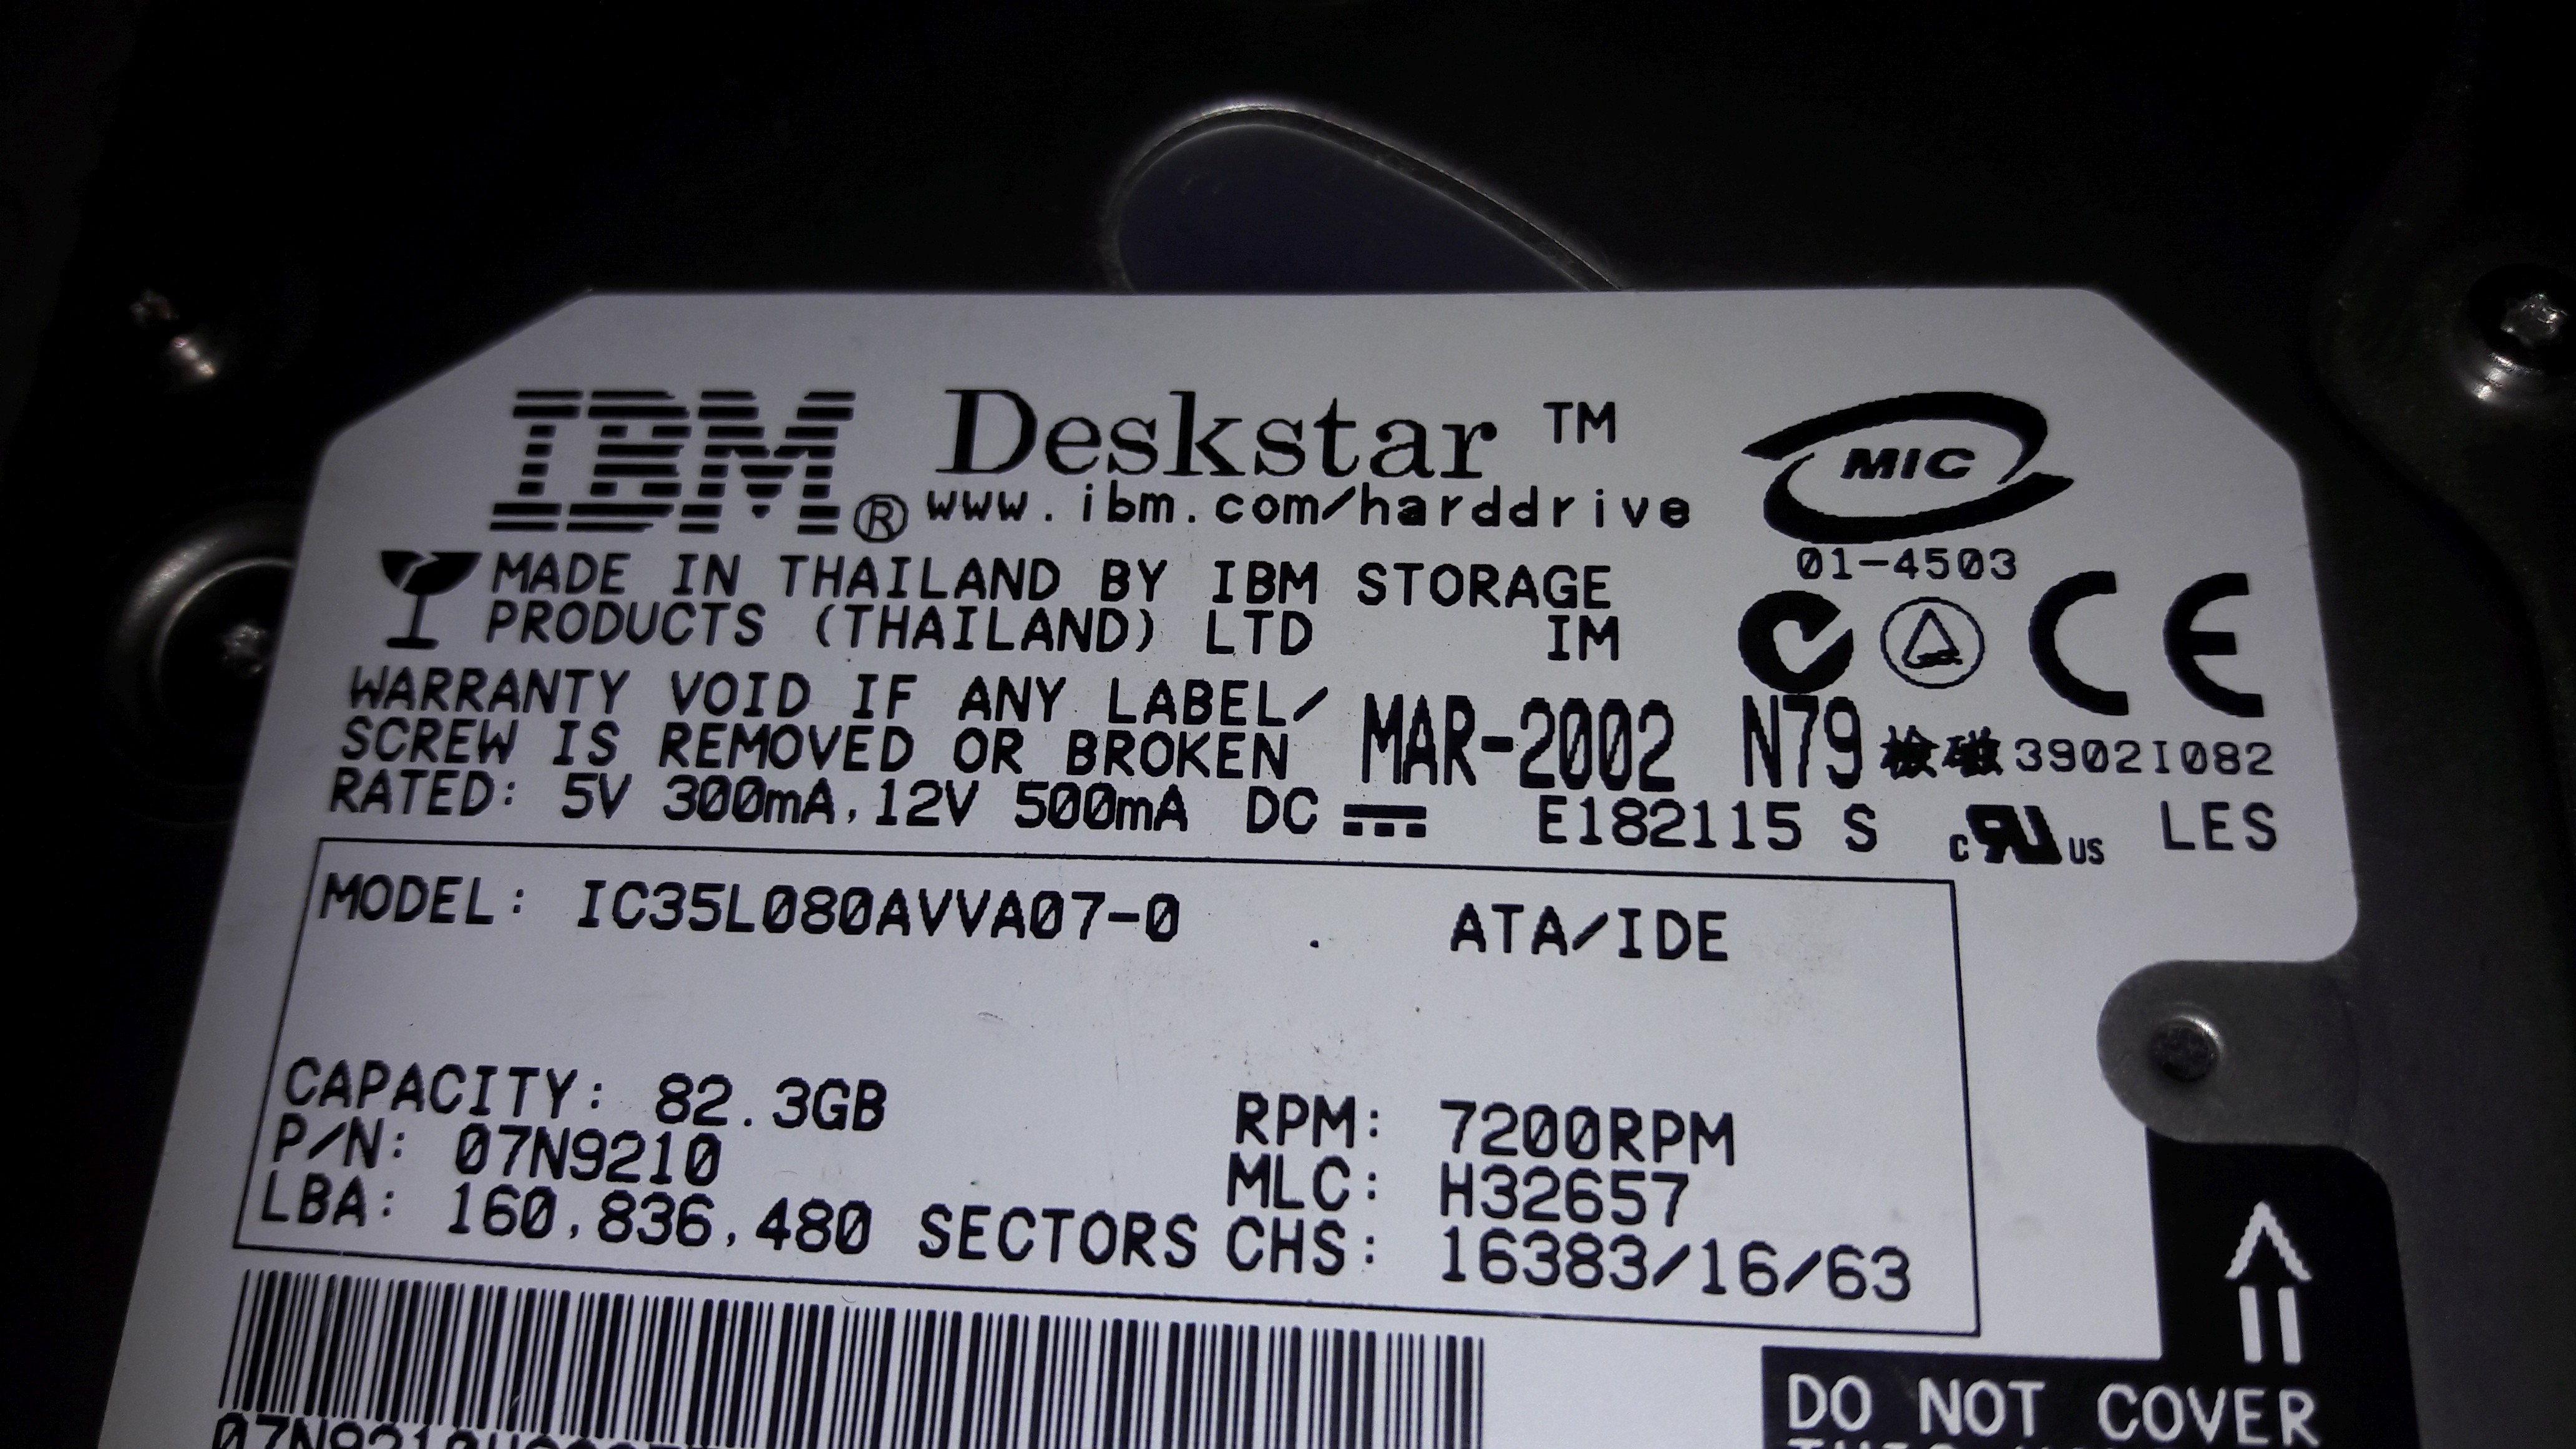 IBM® Deskstar ™
www.ibm.com/harddrive
MIC
01-4503
MADE IN THAILAND BY IBM STORAGE
PRODUCTS (THAILAND) LTD IM
CE
WARRANTY VOID IF ANY LABEL/
SCREW IS REMOVED OR BROKEN
MAR-2002 N79 檢磁 3902I082
RATED: 5V 300mA,12V 500mA DC
E182115 S c US LES
MODEL: IC35L080AVVA07-0 ATA/IDE
CAPACITY: 82.3GB RPM: 7200RPM
P/N: 07N9210 MLC: H32657
LBA: 160,836,480 SECTORS CHS: 16383/16/63
DO NOT COVER